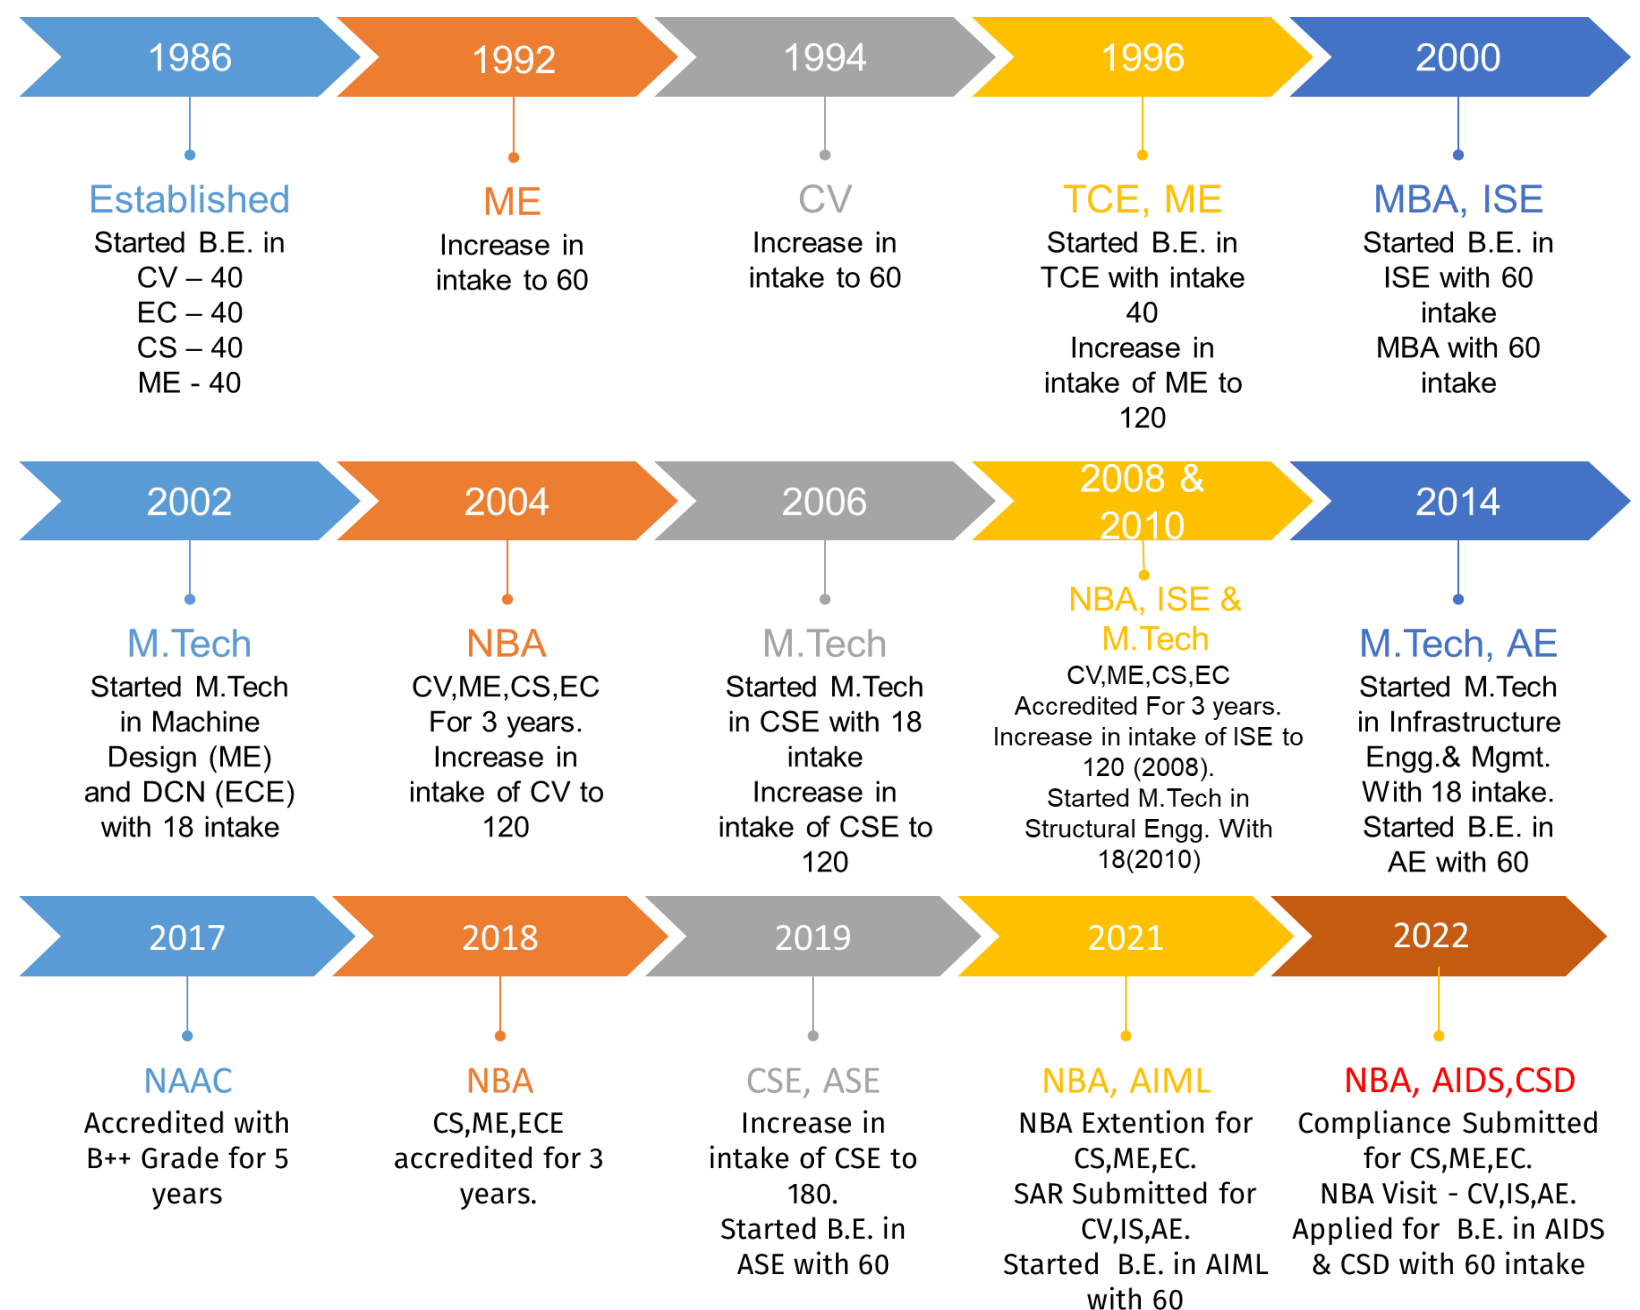 1986
Established
Started B.E. in
CV – 40
EC – 40
CS – 40
ME - 40
1992
ME
Increase in
intake to 60
1994
CV
Increase in
intake to 60
1996
TCE, ME
Started B.E. in
TCE with intake
40
Increase in
intake of ME to
120
2000
MBA, ISE
Started B.E. in
ISE with 60
intake
MBA with 60
intake
2002
M.Tech
Started M.Tech
in Machine
Design (ME)
and DCN (ECE)
with 18 intake
2004
NBA
CV,ME,CS,EC
For 3 years.
Increase in
intake of CV to
120
2006
M.Tech
Started M.Tech
in CSE with 18
intake
Increase in
intake of CSE to
120
2008 &
2010
NBA, ISE &
M.Tech
CV,ME,CS,EC
Accredited For 3 years.
Increase in intake of ISE to
120 (2008).
Started M.Tech in
Structural Engg. With
18(2010)
2014
M.Tech, AE
Started M.Tech
in Infrastructure
Engg.& Mgmt.
With 18 intake.
Started B.E. in
AE with 60
2017
NAAC
Accredited with
B++ Grade for 5
years
2018
NBA
CS,ME,ECE
accredited for 3
years.
2019
CSE, ASE
Increase in
intake of CSE to
180.
Started B.E. in
ASE with 60
2021
NBA, AIML
NBA Extention for
CS,ME,EC.
SAR Submitted for
CV,IS,AE.
Started B.E. in AIML
with 60
2022
NBA, AIDS,CSD
Compliance Submitted
for CS,ME,EC.
NBA Visit - CV,IS,AE.
Applied for B.E. in AIDS
& CSD with 60 intake